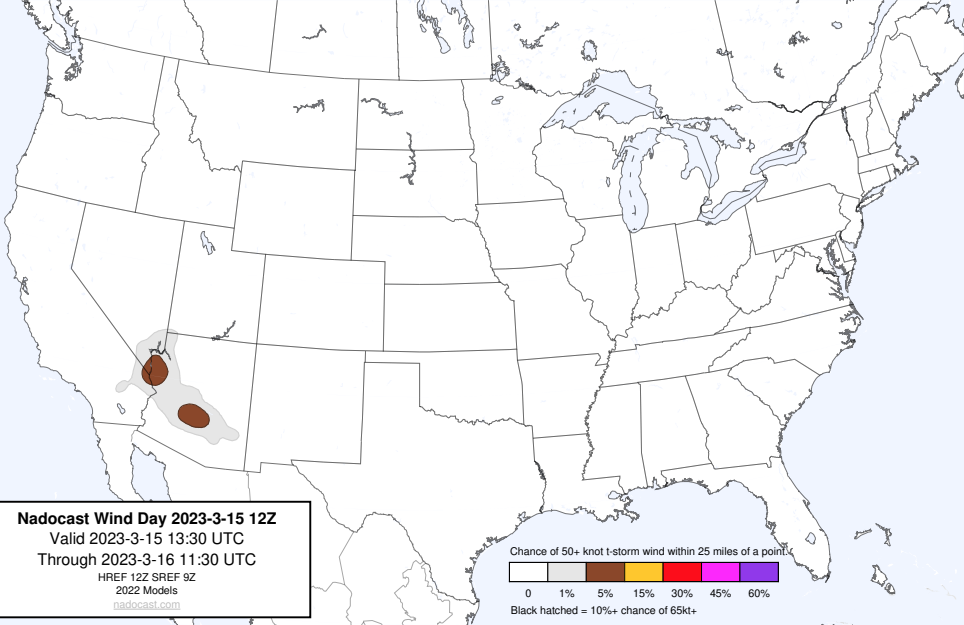 Nadocast Wind Day 2023-3-15 12Z
Valid 2023-3-15 13:30 UTC
Through 2023-3-16 11:30 UTC
HREF 12Z SREF 9Z
2022 Models
nadocast.com
Chance of 50+ knot t-storm wind within 25 miles of a point.
0 1% 5% 15% 30% 45% 60%
Black hatched = 10%+ chance of 65kt+